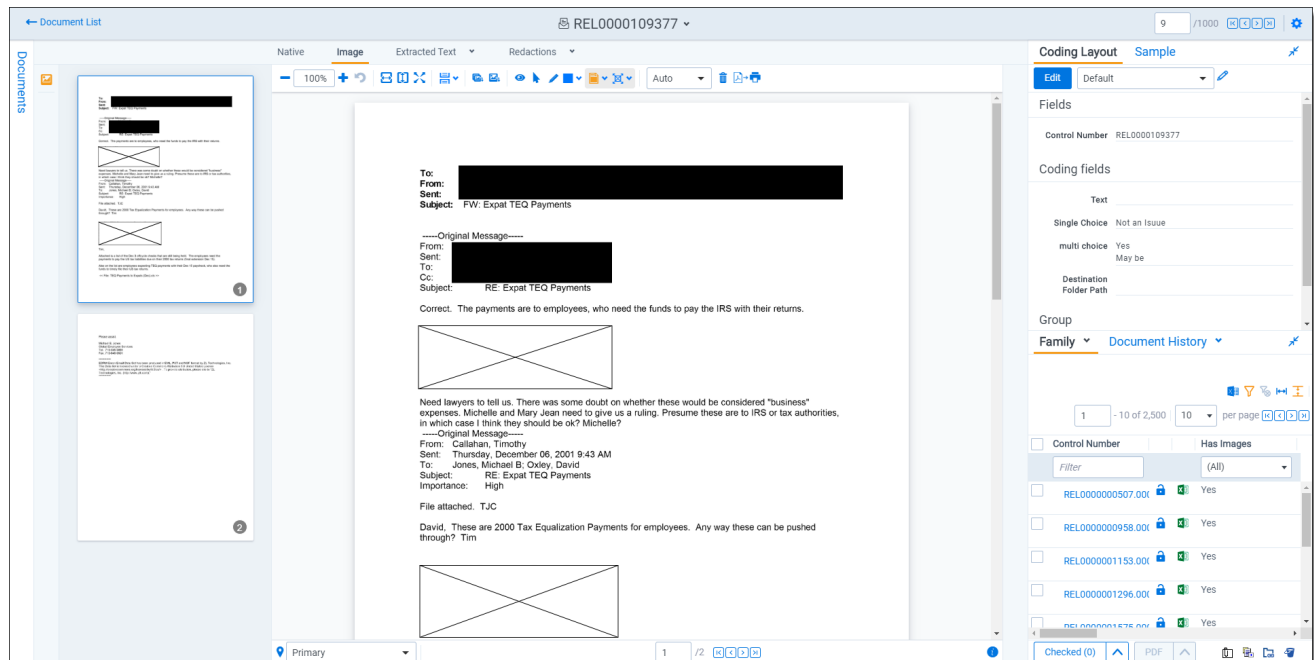 ← Document List
REL0000109377
9 /1000
Documents
Native Image Extracted Text Redactions
100%
Auto
To:
From:
Sent:
Subject: FW: Expat TEQ Payments
-----Original Message-----
From:
Sent:
To:
Cc:
Subject: RE: Expat TEQ Payments
Correct. The payments are to employees, who need the funds to pay the IRS with their returns.
Need lawyers to tell us. There was some doubt on whether these would be considered "business"
expenses. Michelle and Mary Jean need to give us a ruling. Presume these are to IRS or tax authorities,
in which case I think they should be ok? Michelle?
-----Original Message-----
From: Callahan, Timothy
Sent: Thursday, December 06, 2001 9:43 AM
To: Jones, Michael B; Oxley, David
Subject: RE: Expat TEQ Payments
Importance: High
File attached. TJC
David, These are 2000 Tax Equalization Payments for employees. Any way these can be pushed
through? Tim
1
2
Primary
1 /2
Coding Layout Sample
Edit Default
Fields
Control Number REL0000109377
Coding fields
Text
Single Choice Not an Isuue
multi choice Yes
May be
Destination
Folder Path
Group
Family Document History
1 - 10 of 2,500 10 per page
Control Number Has Images
Filter (All)
REL0000000507.000 Yes
REL0000000958.000 Yes
REL0000001153.000 Yes
REL0000001296.000 Yes
REL0000001575.000 Yes
Checked (0) PDF